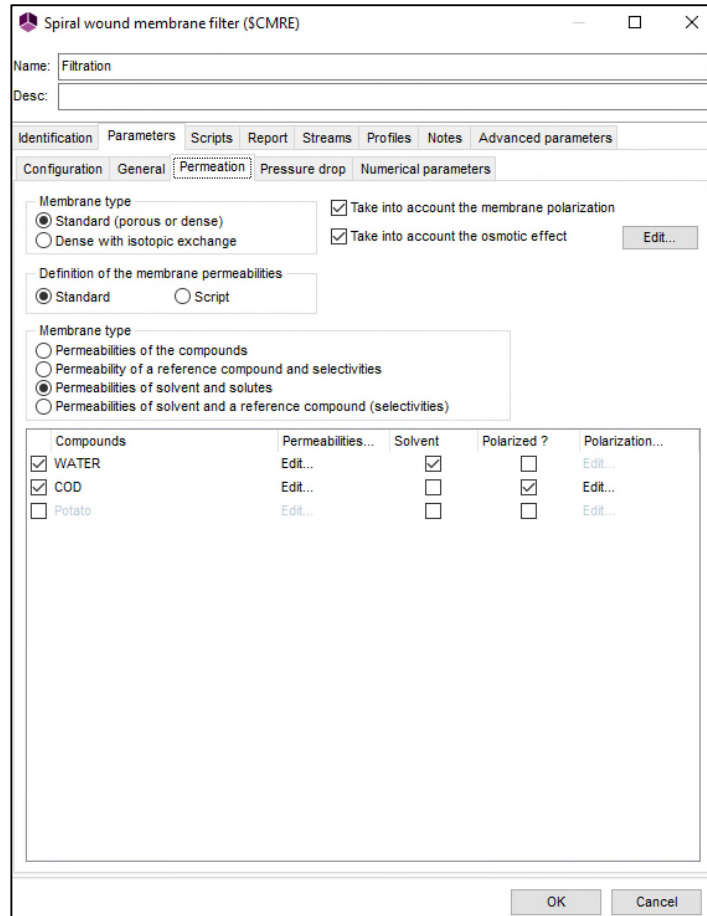 Spiral wound membrane filter ($CMRE)
Name: Filtration
Desc:
Identification Parameters Scripts Report Streams Profiles Notes Advanced parameters
Configuration General Permeation Pressure drop Numerical parameters
Membrane type
Standard (porous or dense)
Dense with isotopic exchange
Take into account the membrane polarization
Take into account the osmotic effect Edit...
Definition of the membrane permeabilities
Standard Script
Membrane type
Permeabilities of the compounds
Permeability of a reference compound and selectivities
Permeabilities of solvent and solutes
Permeabilities of solvent and a reference compound (selectivities)
Compounds Permeabilities... Solvent Polarized ? Polarization...
WATER Edit... Edit...
COD Edit... Edit...
Potato Edit... Edit...
OK Cancel